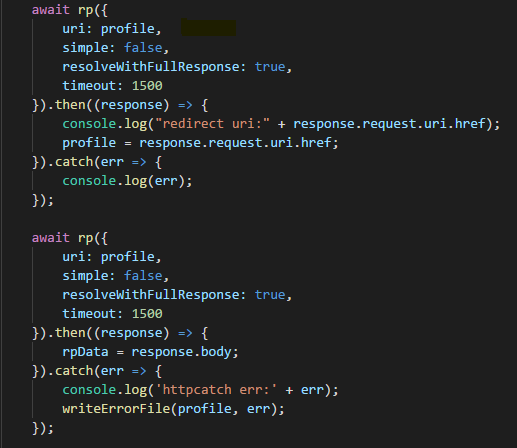 await rp({
    uri: profile,
    simple: false,
    resolveWithFullResponse: true,
    timeout: 1500
}).then((response) => {
    console.log("redirect uri:" + response.request.uri.href);
    profile = response.request.uri.href;
}).catch(err => {
    console.log(err);
});

await rp({
    uri: profile,
    simple: false,
    resolveWithFullResponse: true,
    timeout: 1500
}).then((response) => {
    rpData = response.body;
}).catch(err => {
    console.log('httpcatch err:' + err);
    writeErrorFile(profile, err);
});